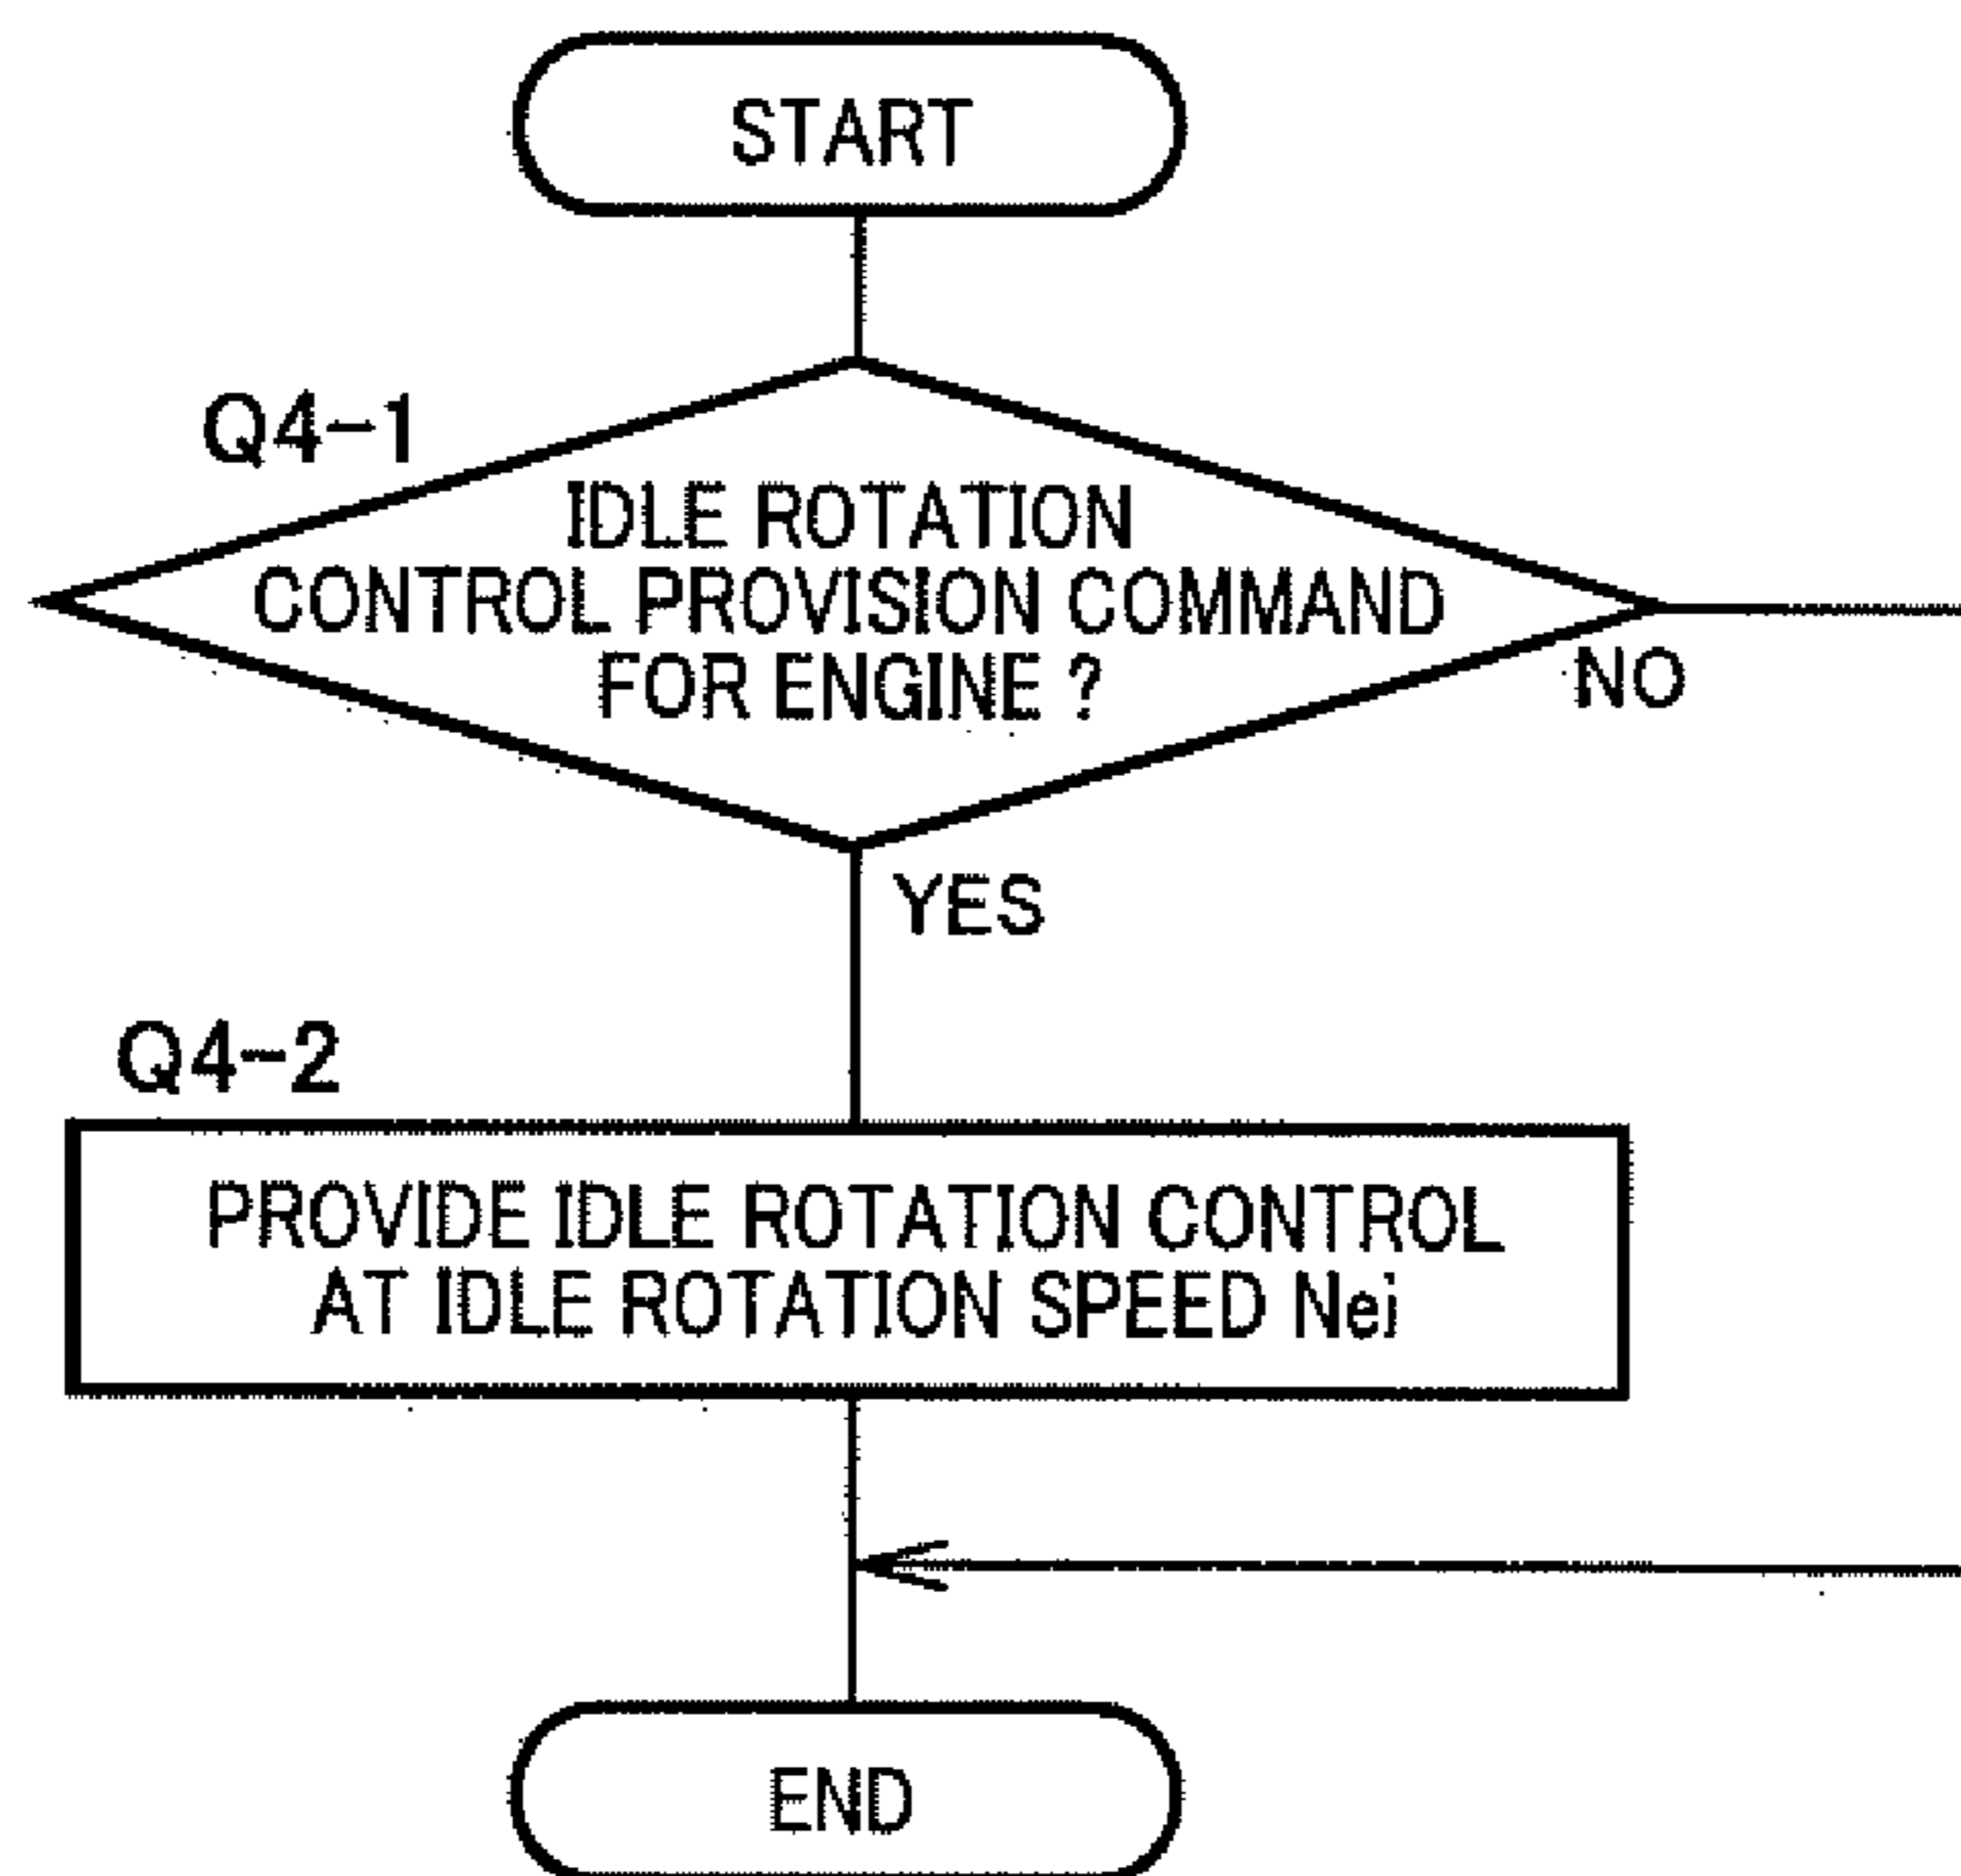 START
Q4-1
IDLE ROTATION
CONTROL PROVISION COMMAND
FOR ENGINE ?
NO
YES
Q4-2
PROVIDE IDLE ROTATION CONTROL
AT IDLE ROTATION SPEED Nei
END